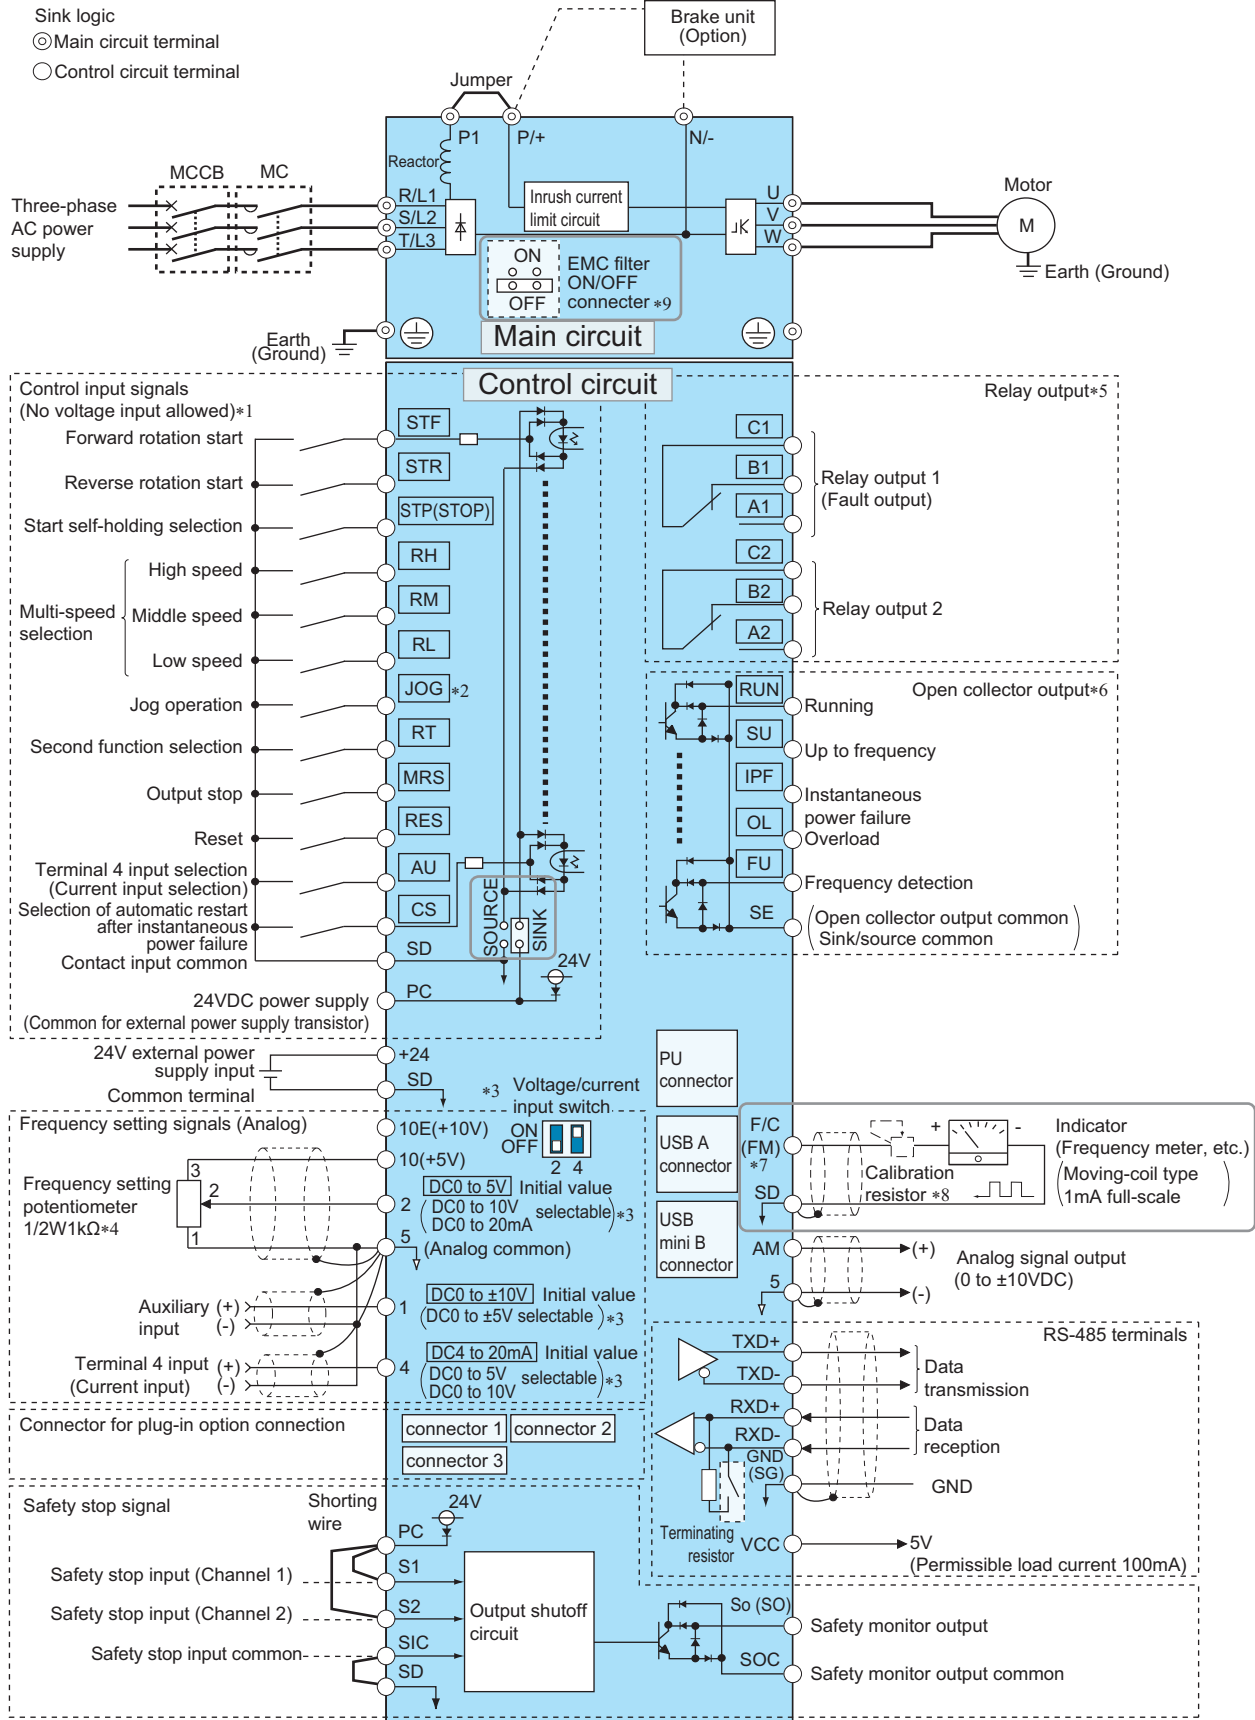 Sink logic
Main circuit terminal
Control circuit terminal
Brake unit
(Option)
Jumper
P1
P/+
N/-
Reactor
MCCB
MC
Three-phase
AC power
supply
R/L1
S/L2
T/L3
Inrush current
limit circuit
U
V
W
Motor
M
Earth (Ground)
ON
OFF
EMC filter
ON/OFF
connecter *9
Earth
(Ground)
Main circuit
Control circuit
Control input signals
(No voltage input allowed)*1
Forward rotation start
STF
Reverse rotation start
STR
Start self-holding selection
STP(STOP)
Multi-speed
selection
High speed
RH
Middle speed
RM
Low speed
RL
Jog operation
JOG *2
Second function selection
RT
Output stop
MRS
Reset
RES
Terminal 4 input selection
(Current input selection)
AU
Selection of automatic restart
after instantaneous
power failure
CS
Contact input common
SD
SOURCE
SINK
24V
24VDC power supply
(Common for external power supply transistor)
PC
Relay output*5
C1
B1
A1
Relay output 1
(Fault output)
C2
B2
A2
Relay output 2
Open collector output*6
RUN
Running
SU
Up to frequency
IPF
Instantaneous
power failure
OL
Overload
FU
Frequency detection
SE
(Open collector output common
Sink/source common)
24V external power
supply input
+24
Common terminal
SD
*3
Voltage/current
input switch
ON
OFF
2 4
Frequency setting signals (Analog)
10E(+10V)
10(+5V)
Frequency setting
potentiometer
1/2W1kΩ*4
3
2
1
2
DC0 to 5V Initial value
(DC0 to 10V
DC0 to 20mA selectable)*3
5
(Analog common)
Auxiliary
input
(+)
(-)
1
DC0 to ±10V Initial value
(DC0 to ±5V selectable)*3
Terminal 4 input
(Current input)
(+)
(-)
4
DC4 to 20mA Initial value
(DC0 to 5V
DC0 to 10V selectable)*3
PU
connector
USB A
connector
USB
mini B
connector
F/C
(FM)
*7
SD
+
-
Calibration
resistor *8
Indicator
(Frequency meter, etc.)
(Moving-coil type
1mA full-scale)
AM
(+)
5
(-)
Analog signal output
(0 to ±10VDC)
RS-485 terminals
TXD+
TXD-
Data
transmission
RXD+
RXD-
Data
reception
GND
(SG)
GND
Terminating
resistor
VCC
5V
(Permissible load current 100mA)
Connector for plug-in option connection
connector 1
connector 2
connector 3
Safety stop signal
Shorting
wire
24V
PC
Safety stop input (Channel 1)
S1
Safety stop input (Channel 2)
S2
Safety stop input common
SIC
SD
Output shutoff
circuit
So (SO)
Safety monitor output
SOC
Safety monitor output common